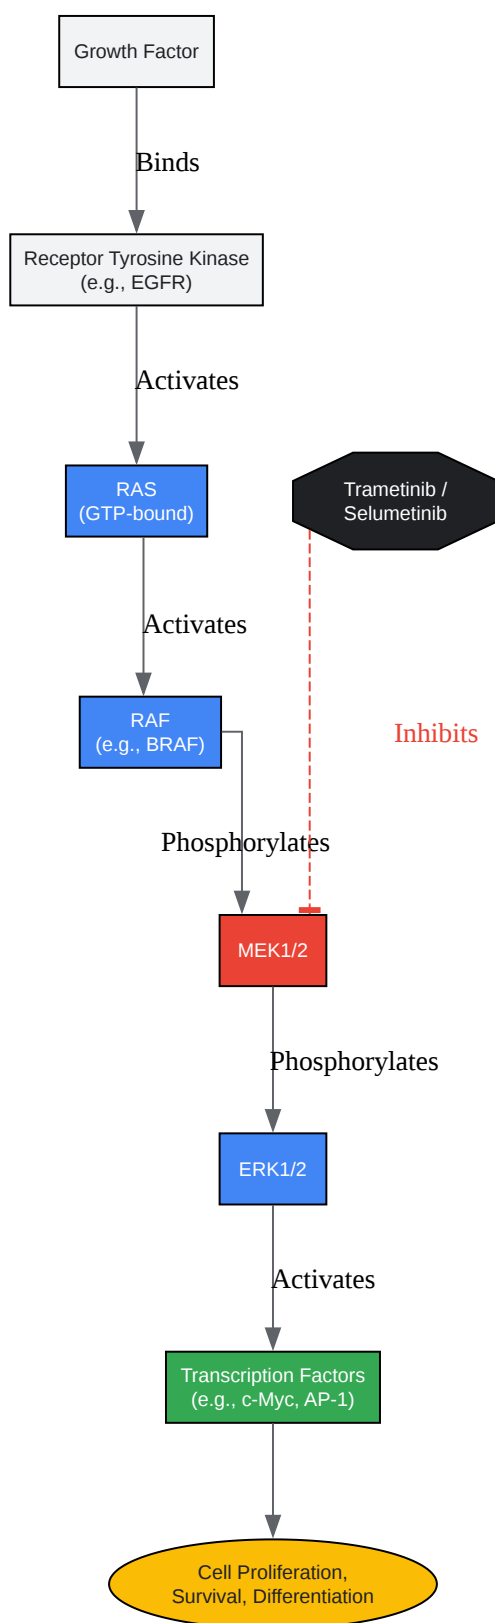 Growth Factor
Binds
Receptor Tyrosine Kinase
(e.g., EGFR)
Activates
RAS
(GTP-bound)
Trametinib /
Selumetinib
Activates
RAF
(e.g., BRAF)
Inhibits
Phosphorylates
MEK1/2
Phosphorylates
ERK1/2
Activates
Transcription Factors
(e.g., c-Myc, AP-1)
Cell Proliferation,
Survival, Differentiation